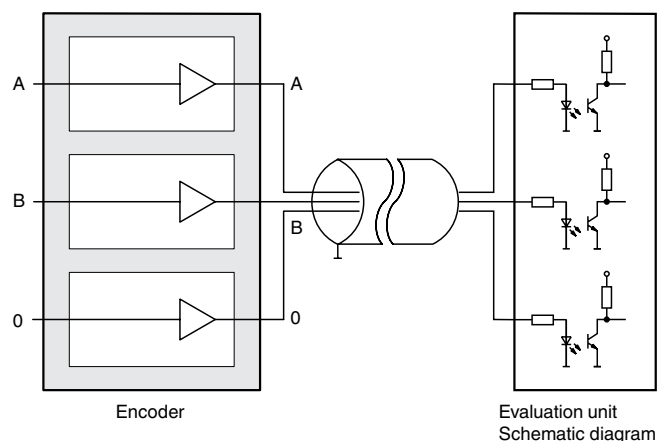 A
A
B
B
0
0
Encoder
Evaluation unit
Schematic diagram